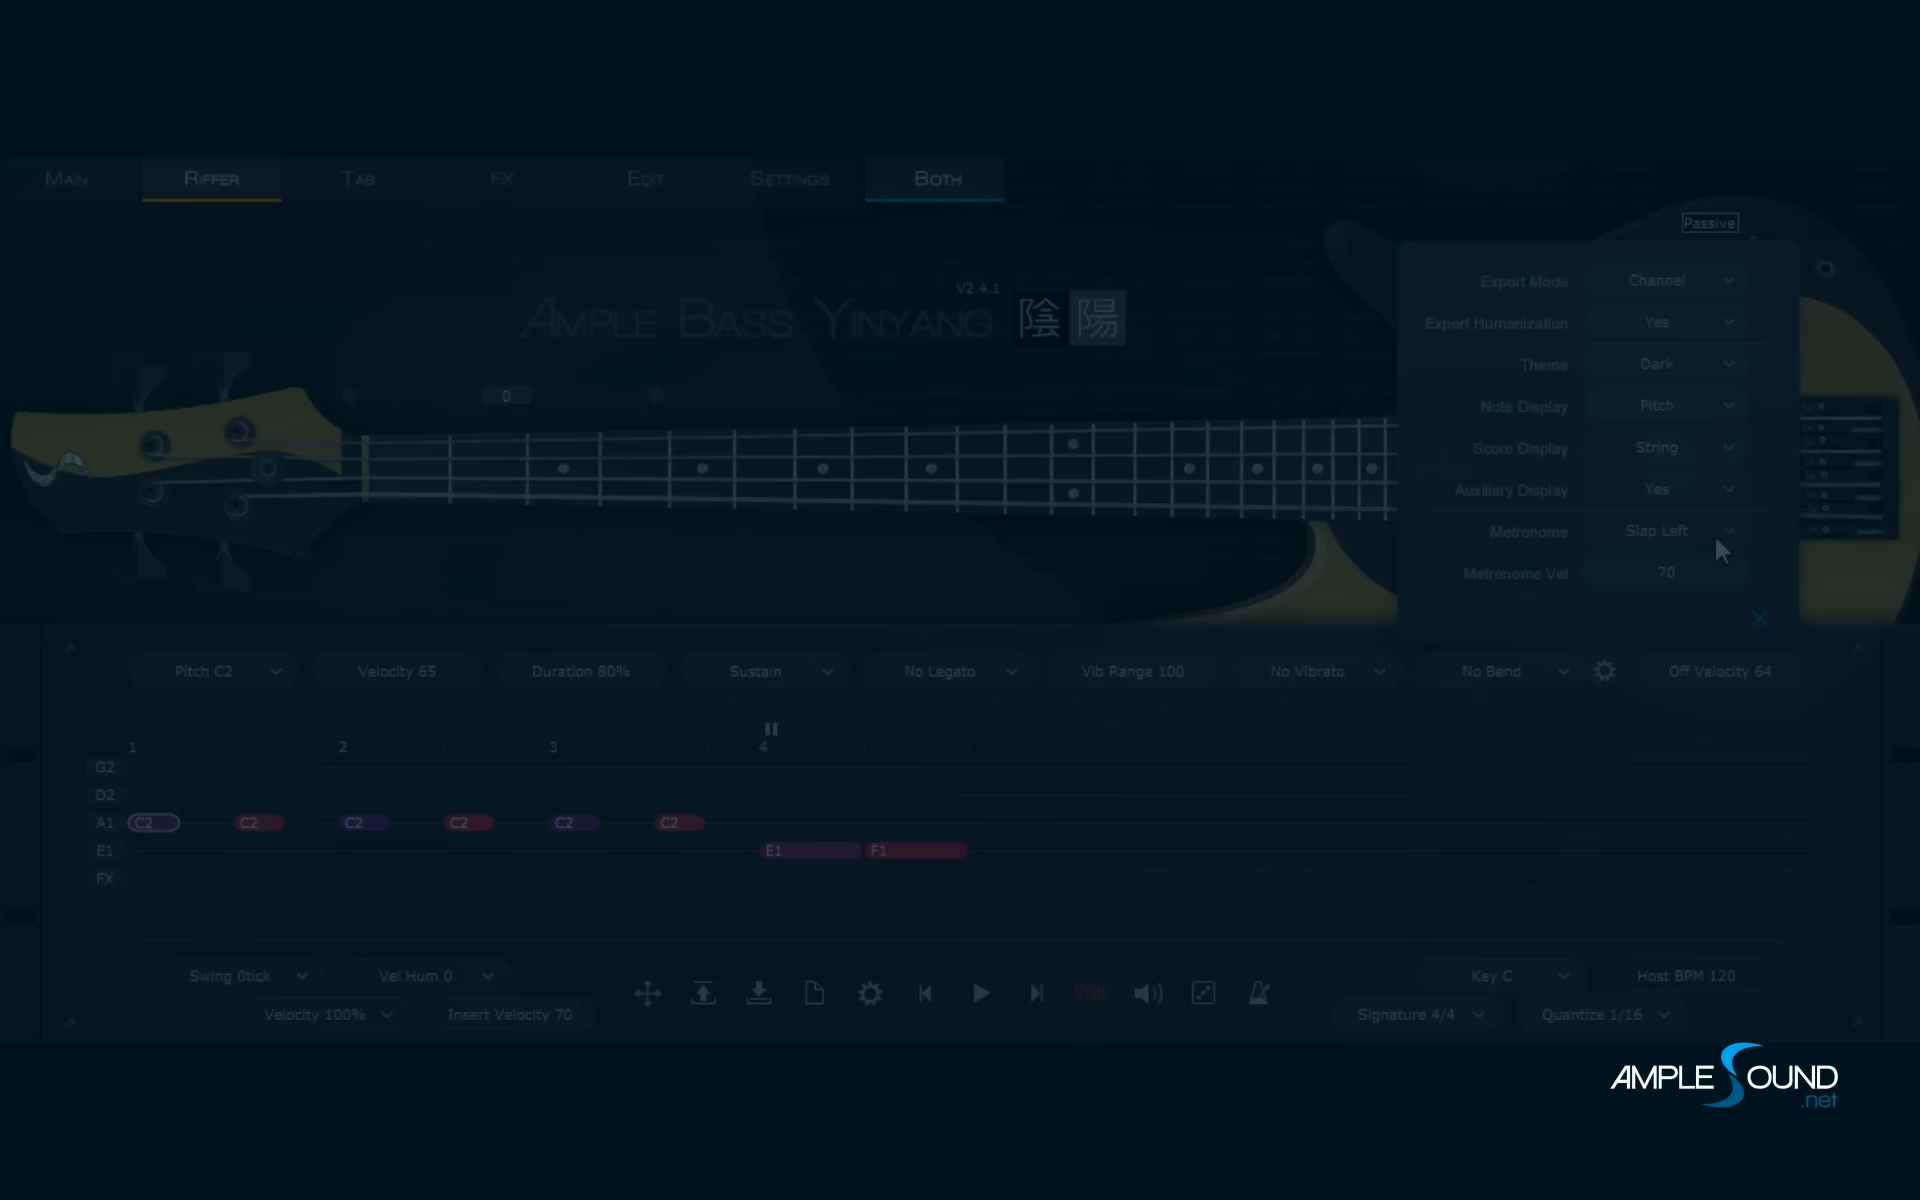 MAIN RIFFER TAB FX EDIT SETTINGS BOTH
Passive
V2.4.1
AMPLE BASS YINYANG 陰 陽
0
Export Mode Channel
Export Humanization Yes
Theme Dark
Note Display Pitch
Score Display String
Auxiliary Display Yes
Metronome Slap Left
Metronome Vel 70
Pitch C2 Velocity 65 Duration 80% Sustain No Legato Vib Range 100 No Vibrato No Bend Off Velocity 64
1 2 3 4
G2
D2
A1 C2 C2 C2 C2 C2 C2
E1 E1 F1
FX
Swing 0tick Vel Hum 0 Key C Host BPM 120
SYNC
Velocity 100% Insert Velocity 70 Signature 4/4 Quantize 1/16
AMPLE SOUND
.net